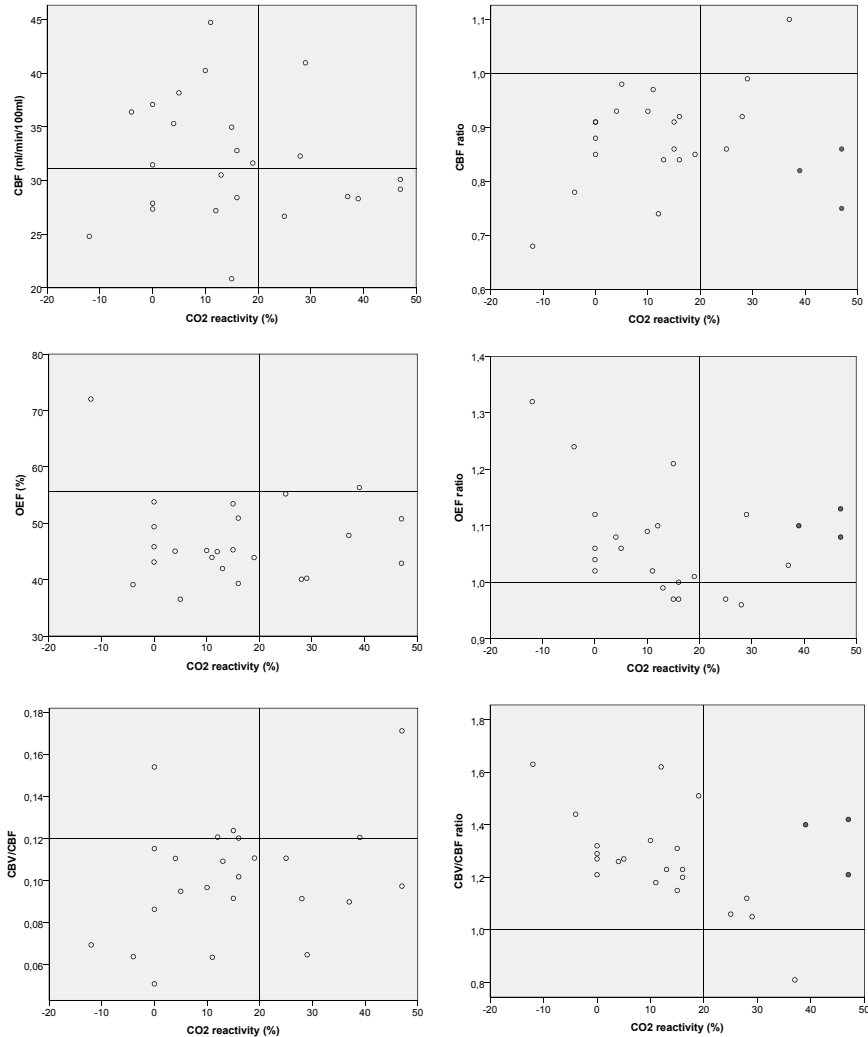 45
40
35
30
25
20
-20 -10 0 10 20 30 40 50
CBF (ml/min/100ml)
CO2 reactivity (%)
1,1
1,0
0,9
0,8
0,7
0,6
-20 -10 0 10 20 30 40 50
CBF ratio
CO2 reactivity (%)
80
70
60
50
40
30
-20 -10 0 10 20 30 40 50
OEF (%)
CO2 reactivity (%)
1,4
1,3
1,2
1,1
1,0
0,9
-20 -10 0 10 20 30 40 50
OEF ratio
CO2 reactivity (%)
0,18
0,16
0,14
0,12
0,10
0,08
0,06
-20 -10 0 10 20 30 40 50
CBV/CBF
CO2 reactivity (%)
1,8
1,6
1,4
1,2
1,0
0,8
-20 -10 0 10 20 30 40 50
CBV/CBF ratio
CO2 reactivity (%)